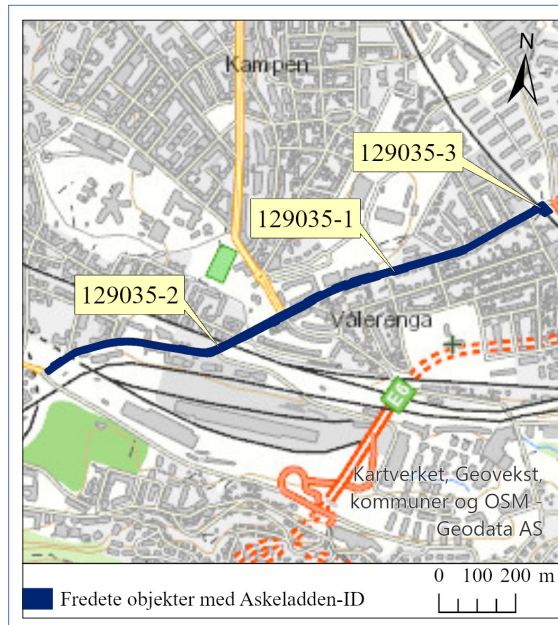 Kampen
N
129035-3
129035-1
129035-2
Vålerenga
E6
Kartverket, Geovekst,
kommuner og OSM -
Geodata AS
Fredete objekter med Askeladden-ID
0 100 200 m